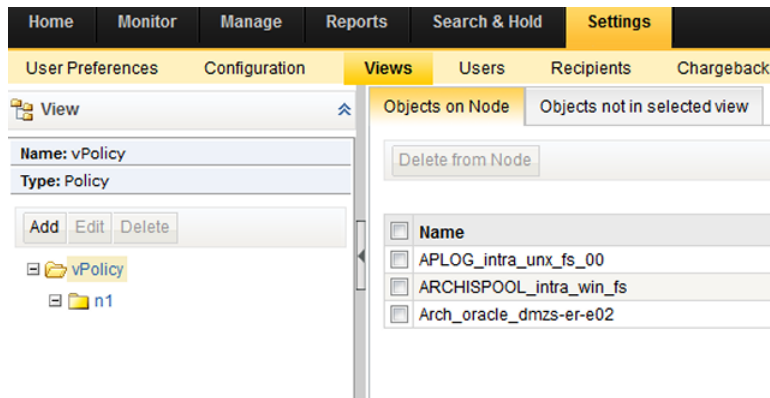 Home Monitor Manage Reports Search & Hold Settings
User Preferences Configuration Views Users Recipients Chargeback
View
Objects on Node Objects not in selected view
Name: vPolicy
Type: Policy
Delete from Node
Add Edit Delete
Name
vPolicy
APLOG_intra_unx_fs_00
n1
ARCHISPOOL_intra_win_fs
Arch_oracle_dmzs-er-e02